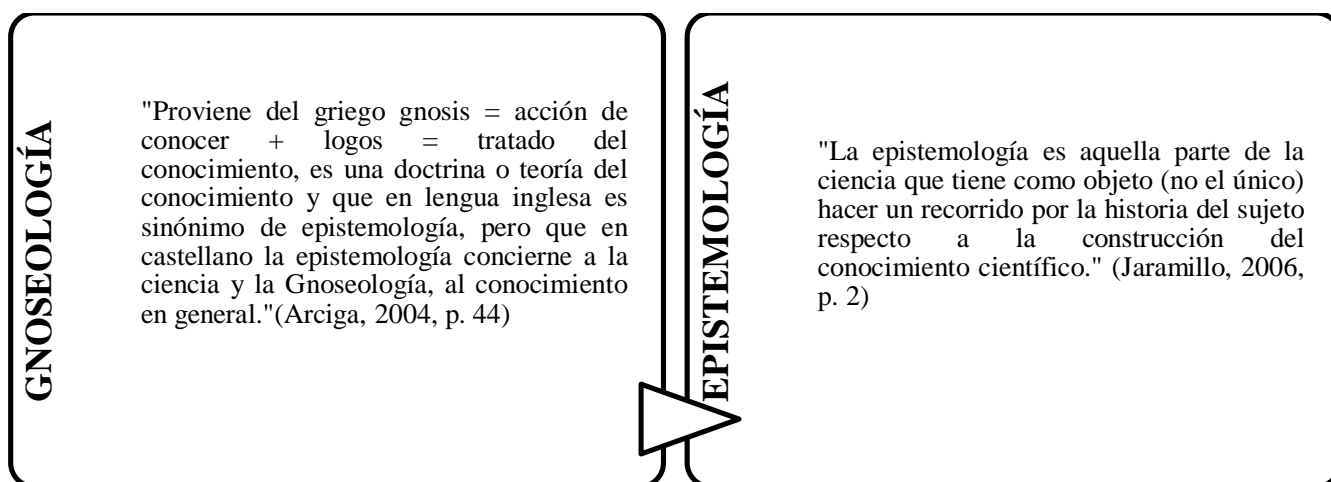 GNOSEOLOGÍA
"Proviene del griego gnosis = acción de
conocer + logos = tratado del
conocimiento, es una doctrina o teoría del
conocimiento y que en lengua inglesa es
sinónimo de epistemología, pero que en
castellano la epistemología concierne a la
ciencia y la Gnoseología, al conocimiento
en general."(Arciga, 2004, p. 44)
EPISTEMOLOGÍA
"La epistemología es aquella parte de la
ciencia que tiene como objeto (no el único)
hacer un recorrido por la historia del sujeto
respecto a la construcción del
conocimiento científico." (Jaramillo, 2006,
p. 2)